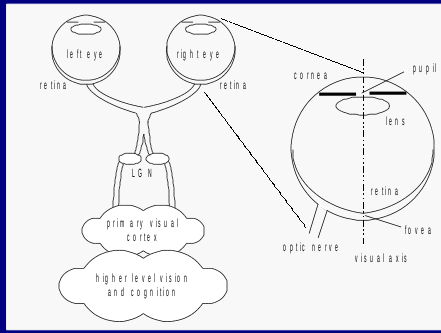 left eye
right eye
retina
retina
LGN
primary visual
cortex
higher level vision
and cognition
cornea
pupil
lens
retina
optic nerve
fovea
visual axis